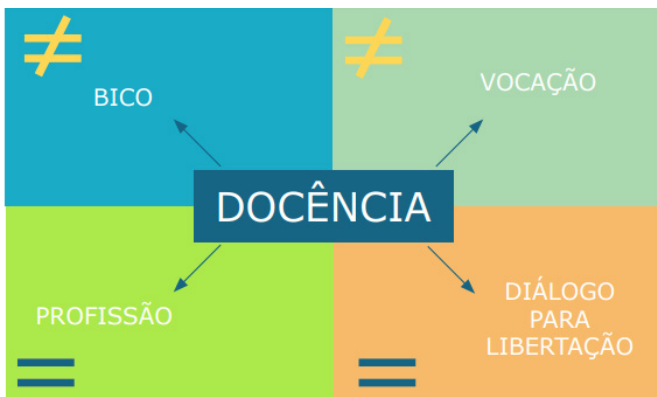 ≠
BICO
≠
VOCAÇÃO
DOCÊNCIA
PROFISSÃO
=
DIÁLOGO
PARA
LIBERTAÇÃO
=